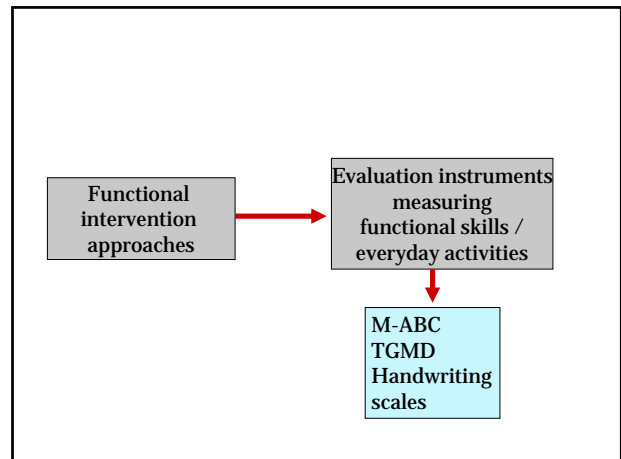 Functional
intervention
approaches
Evaluation instruments
measuring
functional skills /
everyday activities
M-ABC
TGMD
Handwriting
scales